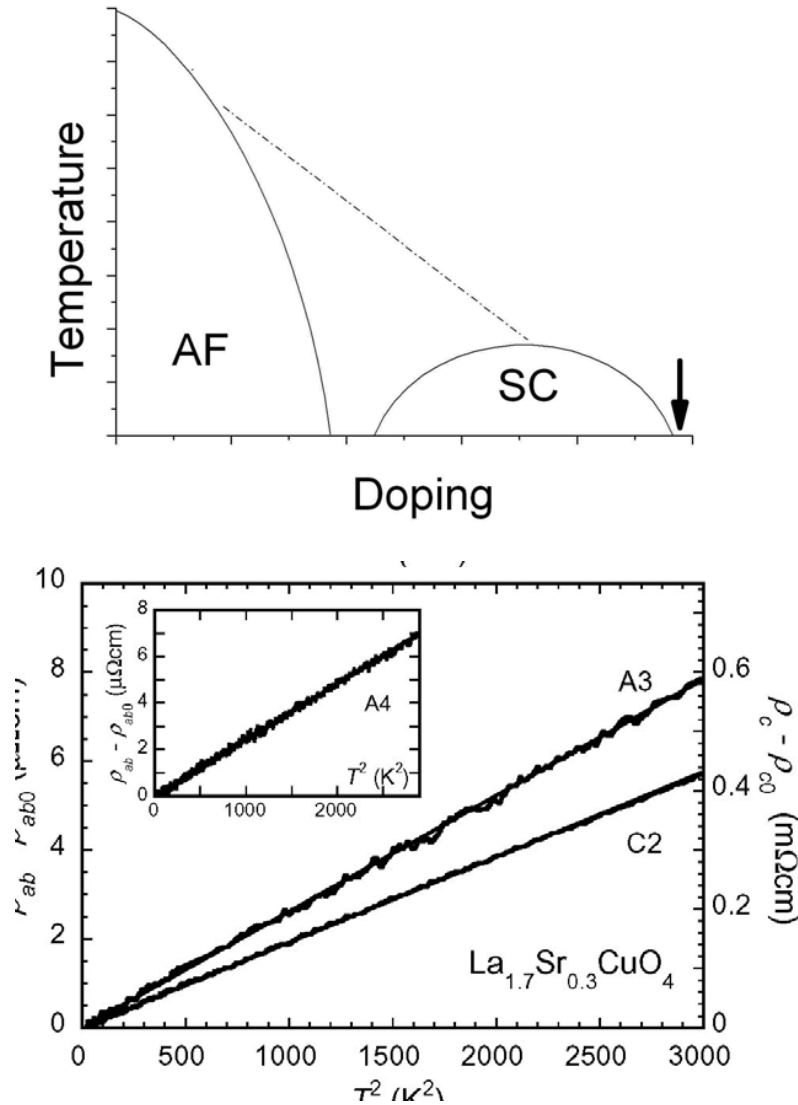 Temperature
AF
SC
Doping
10
8
6
4
2
0
ρab - ρab0 (μΩcm)
8
6
4
2
0
0
1000
2000
T² (K²)
A4
A3
C2
La1.7Sr0.3CuO4
0.6
0.4
0.2
0
ρc - ρc0 (mΩcm)
0
500
1000
1500
2000
2500
3000
T² (K²)